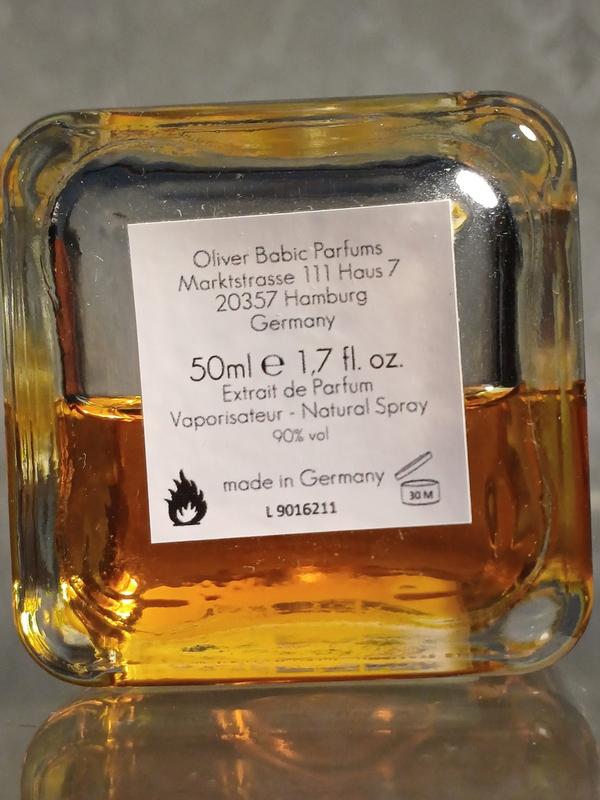 Oliver Babic Parfums
Marktstrasse 111 Haus 7
20357 Hamburg
Germany
50ml ℮ 1,7 fl. oz.
Extrait de Parfum
Vaporisateur - Natural Spray
90% vol
made in Germany
30 M
L 9016211